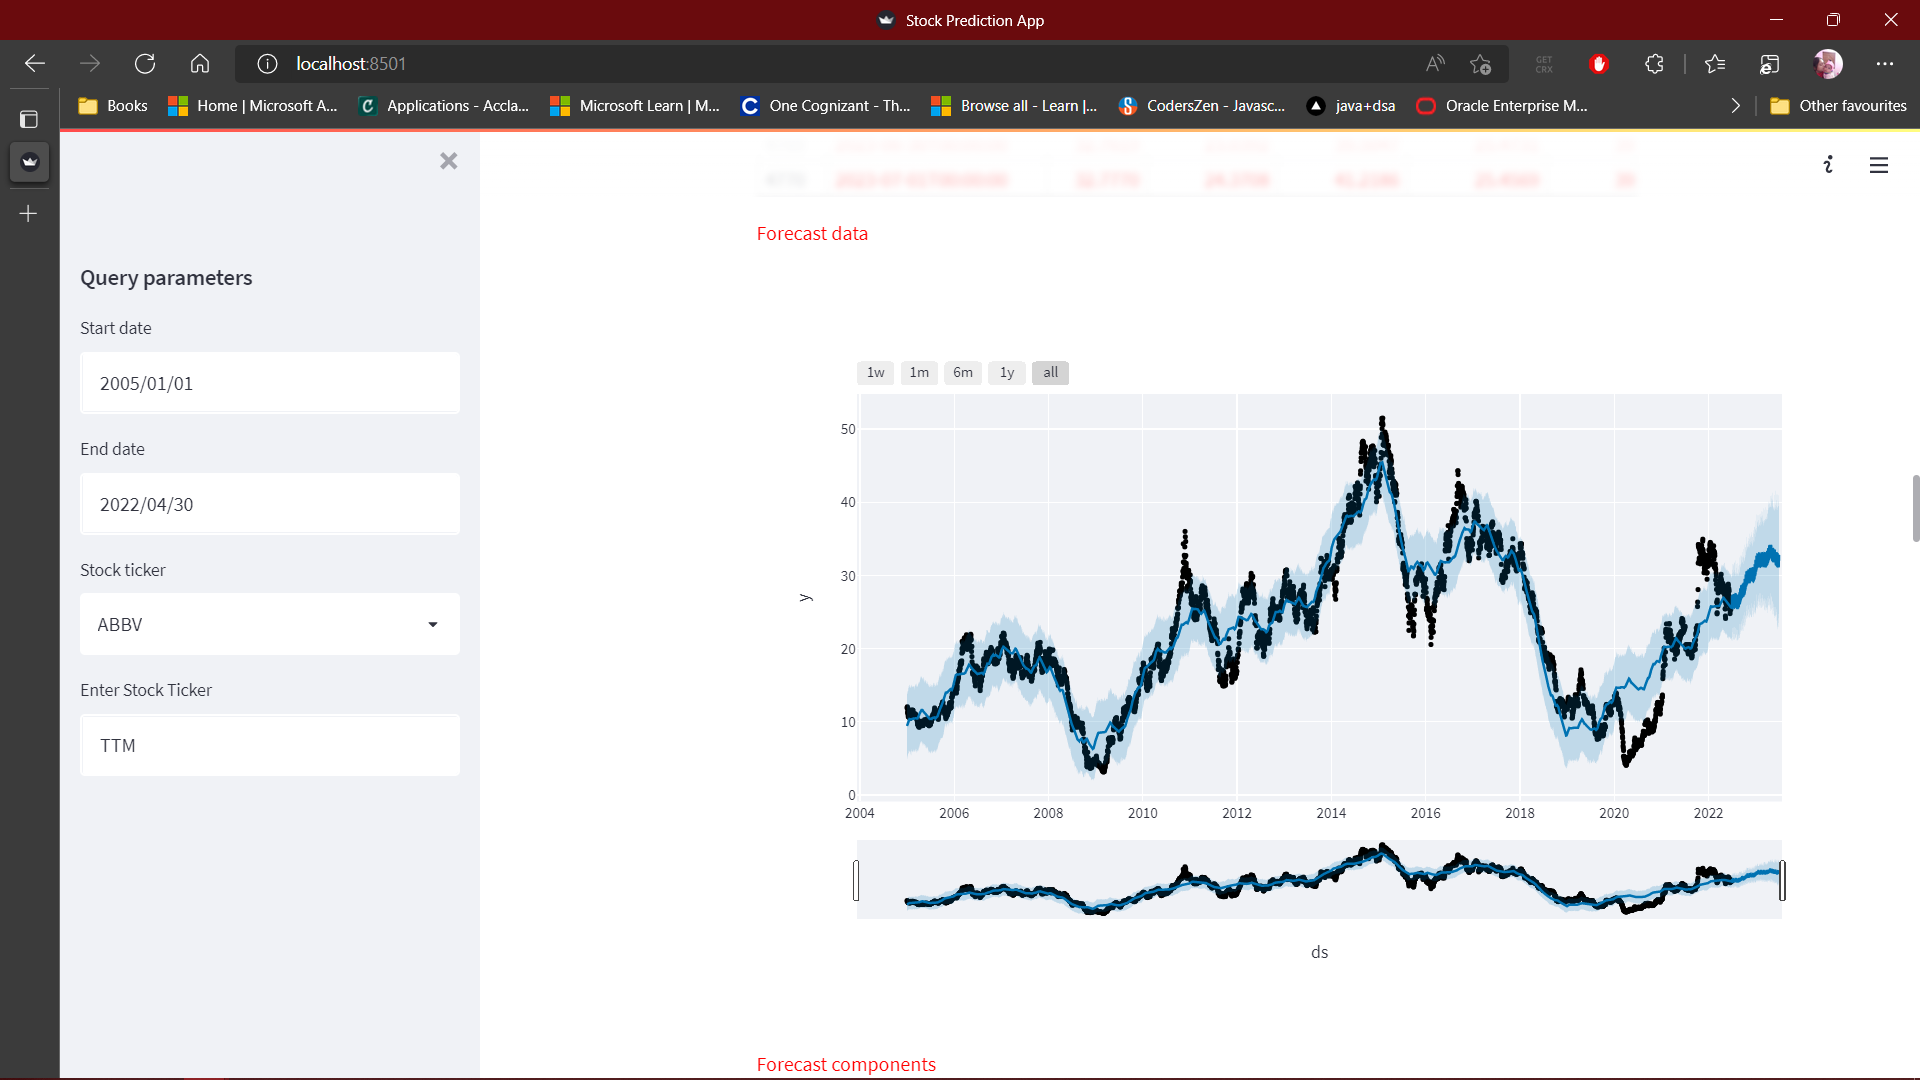 Stock Prediction App
localhost:8501
GET CRX
Books
Home | Microsoft A...
Applications - Accla...
Microsoft Learn | M...
One Cognizant - Th...
Browse all - Learn |...
CodersZen - Javasc...
java+dsa
Oracle Enterprise M...
Other favourites
Query parameters
Start date
2005/01/01
End date
2022/04/30
Stock ticker
ABBV
Enter Stock Ticker
TTM
Forecast data
1w 1m 6m 1y all
50
40
30
20
10
0
y
2004 2006 2008 2010 2012 2014 2016 2018 2020 2022
ds
Forecast components